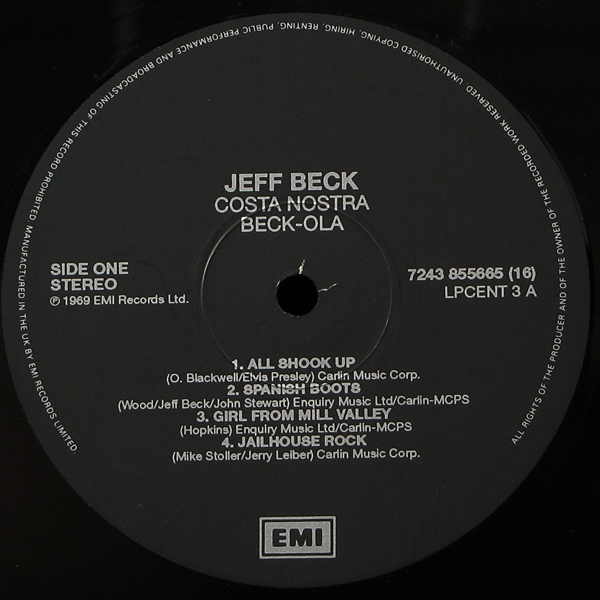 JEFF BECK
COSTA NOSTRA
BECK-OLA
SIDE ONE
STEREO
℗ 1969 EMI Records Ltd.
7243 855665 (16)
LPCENT 3 A
1. ALL SHOOK UP
(O. Blackwell/Elvis Presley) Carlin Music Corp.
2. SPANISH BOOTS
(Wood/Jeff Beck/John Stewart) Enquiry Music Ltd/Carlin-MCPS
3. GIRL FROM MILL VALLEY
(Hopkins) Enquiry Music Ltd/Carlin-MCPS
4. JAILHOUSE ROCK
(Mike Stoller/Jerry Leiber) Carlin Music Corp.
EMI
ALL RIGHTS OF THE PRODUCER AND OF THE OWNER OF THE RECORDED WORK RESERVED. UNAUTHORISED COPYING, HIRING, RENTING, PUBLIC PERFORMANCE AND BROADCASTING OF THIS RECORD PROHIBITED. MANUFACTURED IN THE UK BY EMI RECORDS LIMITED.